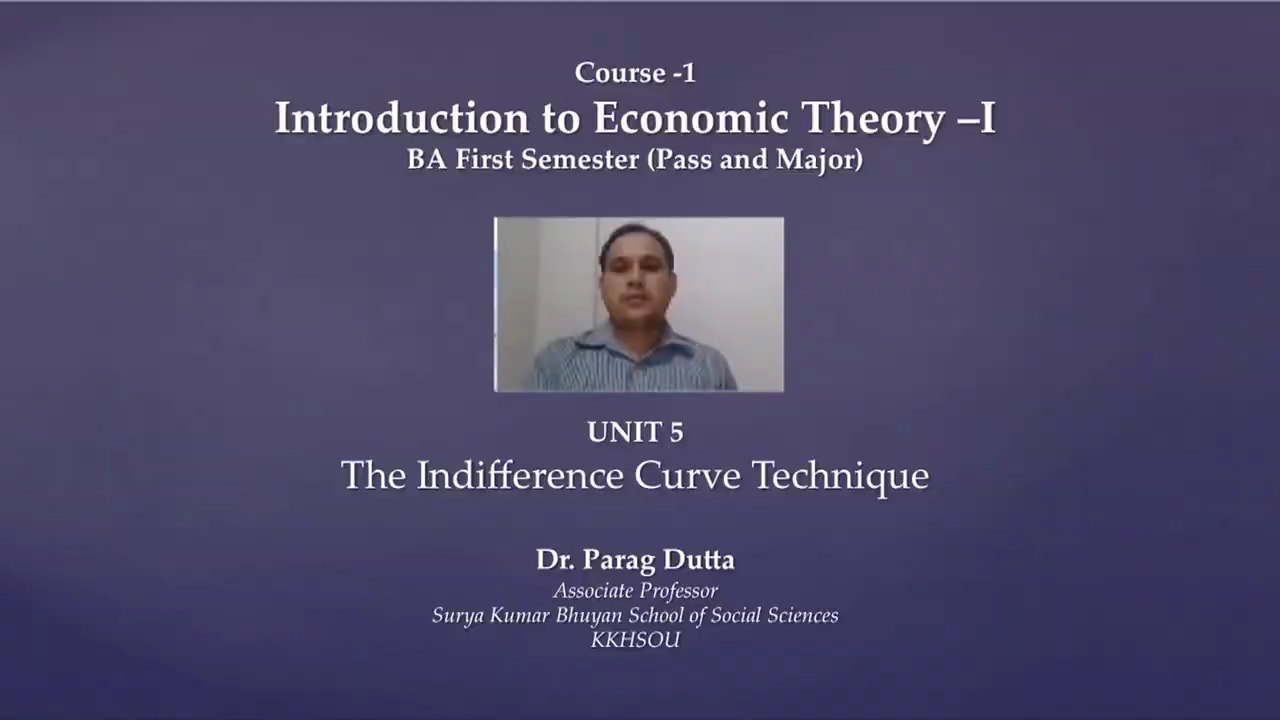 Course -1
Introduction to Economic Theory –I
BA First Semester (Pass and Major)
UNIT 5
The Indifference Curve Technique
Dr. Parag Dutta
Associate Professor
Surya Kumar Bhuyan School of Social Sciences
KKHSOU